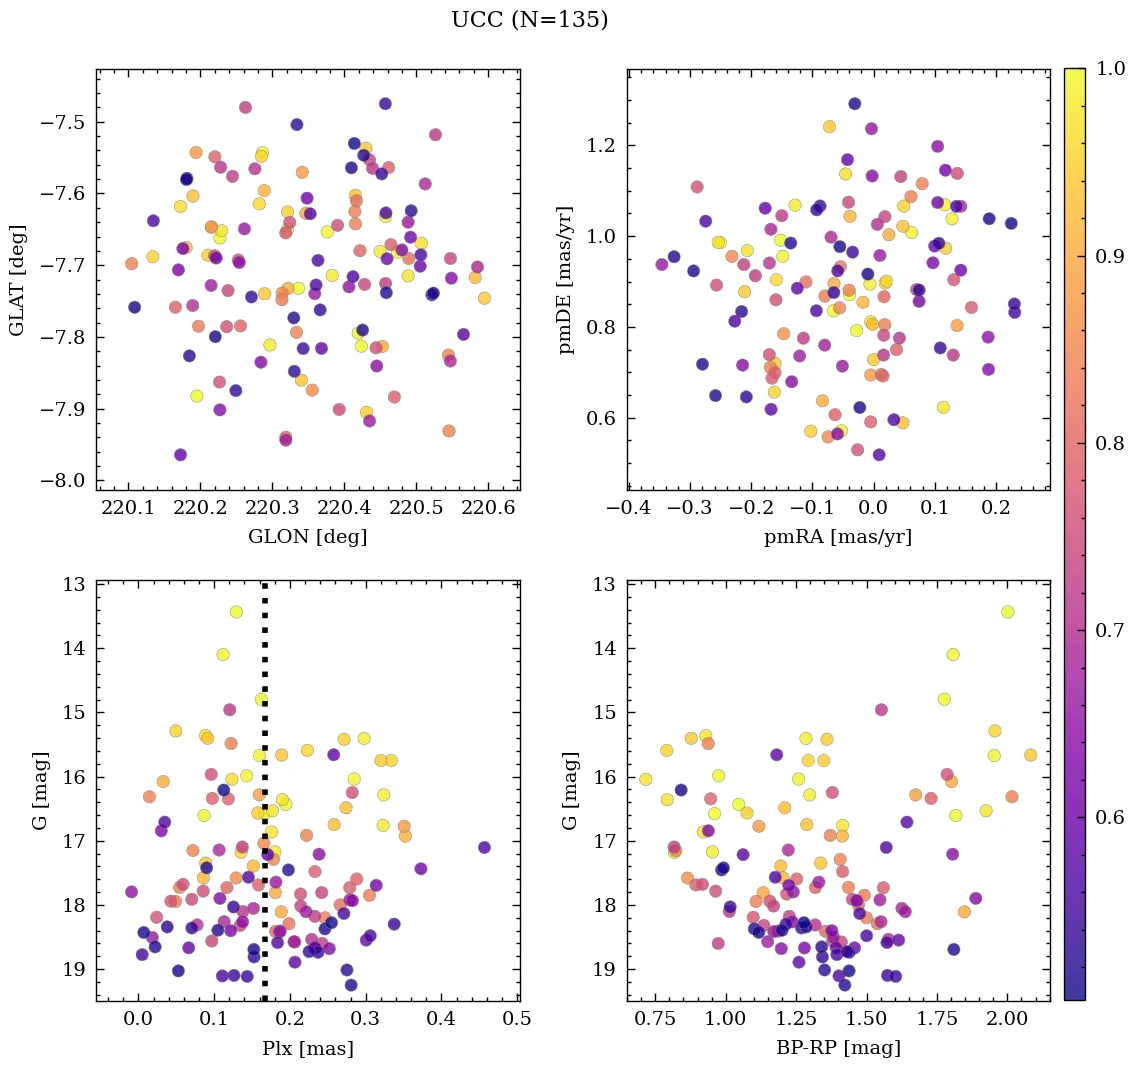 UCC (N=135)
−7.5
−7.6
−7.7
−7.8
−7.9
−8.0
GLAT [deg]
220.1 220.2 220.3 220.4 220.5 220.6
GLON [deg]
1.2
1.0
0.8
0.6
pmDE [mas/yr]
−0.4 −0.3 −0.2 −0.1 0.0 0.1 0.2
pmRA [mas/yr]
13
14
15
16
17
18
19
G [mag]
0.0 0.1 0.2 0.3 0.4 0.5
Plx [mas]
13
14
15
16
17
18
19
G [mag]
0.75 1.00 1.25 1.50 1.75 2.00
BP-RP [mag]
1.0
0.9
0.8
0.7
0.6